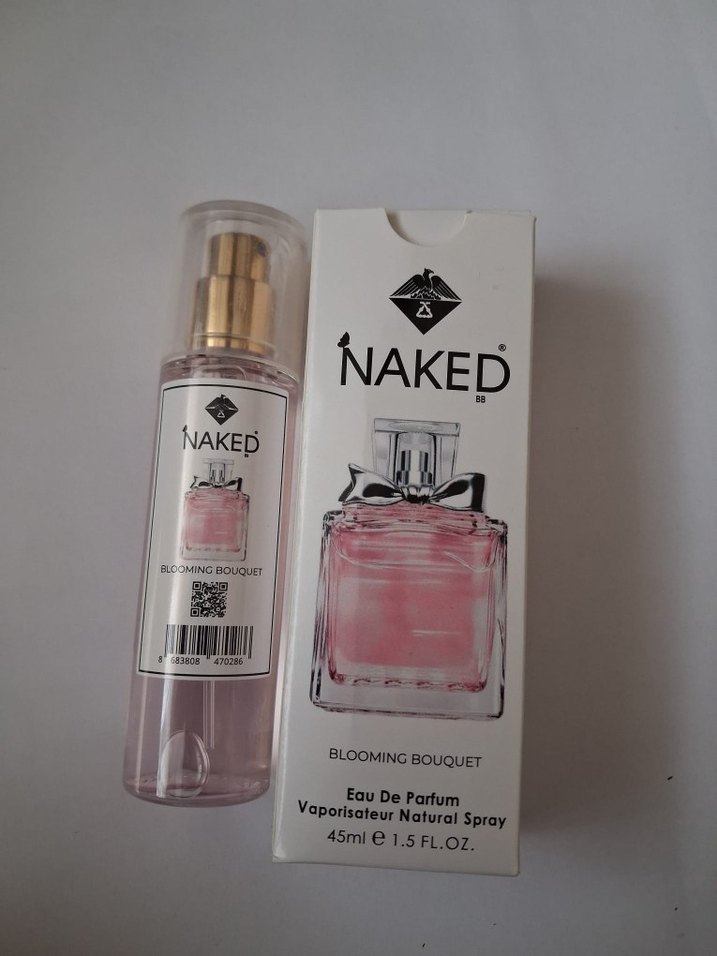 NAKED
BLOOMING BOUQUET
8 683808 470286
NAKED®
BB
BLOOMING BOUQUET
Eau De Parfum
Vaporisateur Natural Spray
45ml e 1.5 FL.OZ.